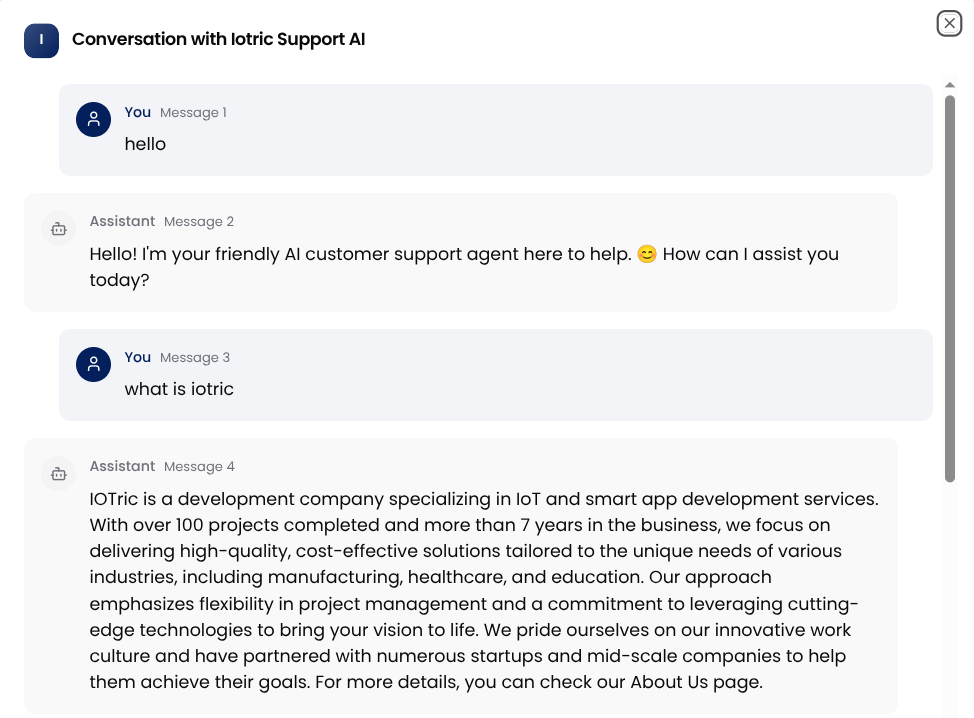 I
Conversation with Iotric Support AI
You Message 1
hello
Assistant Message 2
Hello! I'm your friendly AI customer support agent here to help. 😊 How can I assist you
today?
You Message 3
what is iotric
Assistant Message 4
IOTric is a development company specializing in IoT and smart app development services.
With over 100 projects completed and more than 7 years in the business, we focus on
delivering high-quality, cost-effective solutions tailored to the unique needs of various
industries, including manufacturing, healthcare, and education. Our approach
emphasizes flexibility in project management and a commitment to leveraging cutting-
edge technologies to bring your vision to life. We pride ourselves on our innovative work
culture and have partnered with numerous startups and mid-scale companies to help
them achieve their goals. For more details, you can check our About Us page.